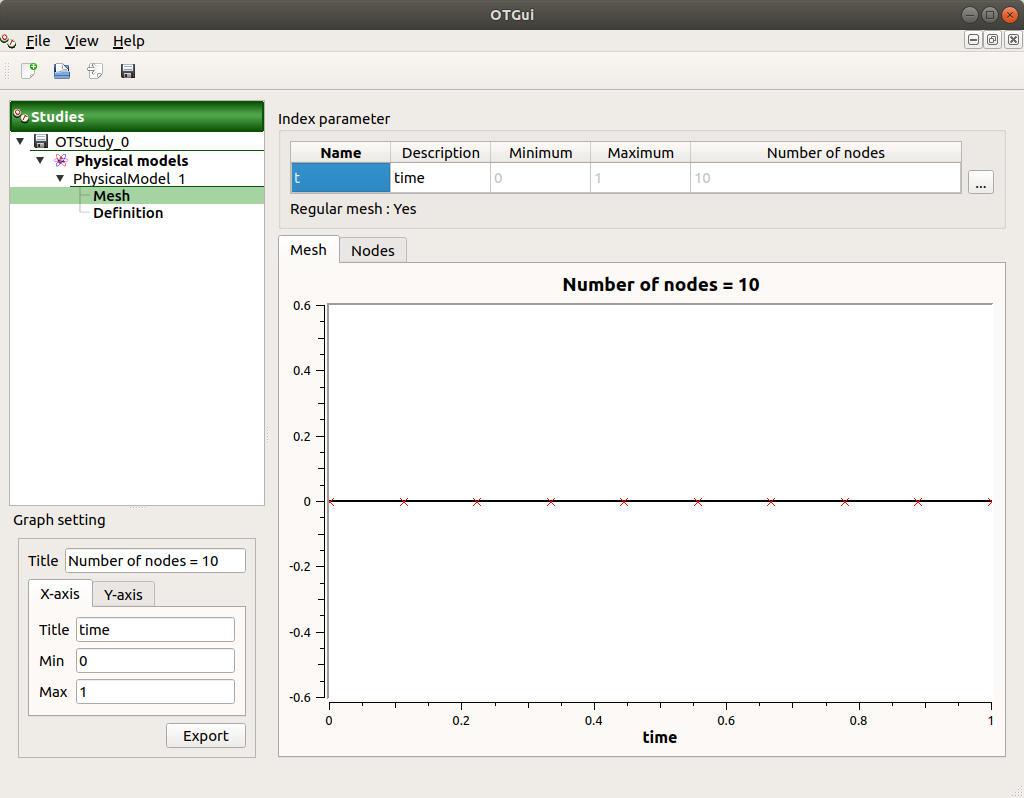 OTGui
File View Help
Studies
OTStudy_0
Physical models
PhysicalModel_1
Mesh
Definition
Index parameter
Name Description Minimum Maximum Number of nodes
t time 0 1 10 ...
Regular mesh : Yes
Mesh Nodes
Number of nodes = 10
0.6
0.4
0.2
0
-0.2
-0.4
-0.6
0 0.2 0.4 0.6 0.8 1
time
Graph setting
Title Number of nodes = 10
X-axis Y-axis
Title time
Min 0
Max 1
Export